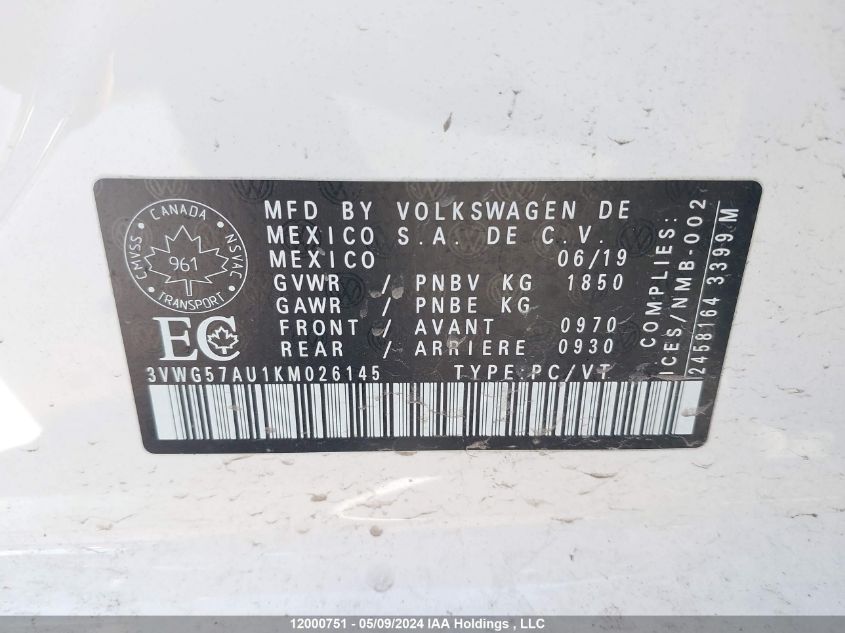 CANADA
CMVSS
NSVAC
961
TRANSPORT
EC
MFD BY VOLKSWAGEN DE
MEXICO S.A. DE C.V.
MEXICO 06/19
GVWR / PNBV KG 1850
GAWR / PNBE KG
FRONT / AVANT 0970
REAR / ARRIERE 0930
3VWG57AU1KM026145 TYPE:PC/VT
COMPLIES:
ICES/NMB-002
2458164 3399 M
12000751 - 05/09/2024 IAA Holdings , LLC